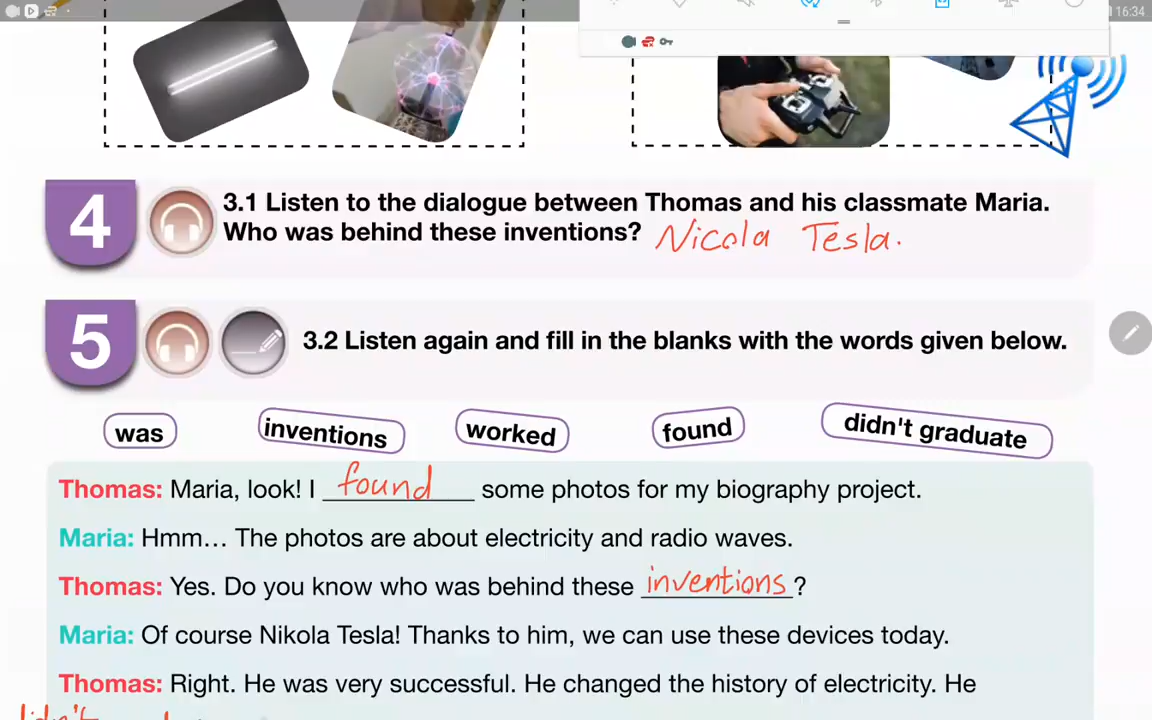 16:34
4
3.1 Listen to the dialogue between Thomas and his classmate Maria.
Who was behind these inventions? Nicola Tesla.
5
3.2 Listen again and fill in the blanks with the words given below.
was inventions worked found didn't graduate
Thomas: Maria, look! I found some photos for my biography project.
Maria: Hmm… The photos are about electricity and radio waves.
Thomas: Yes. Do you know who was behind these inventions?
Maria: Of course Nikola Tesla! Thanks to him, we can use these devices today.
Thomas: Right. He was very successful. He changed the history of electricity. He
didn't